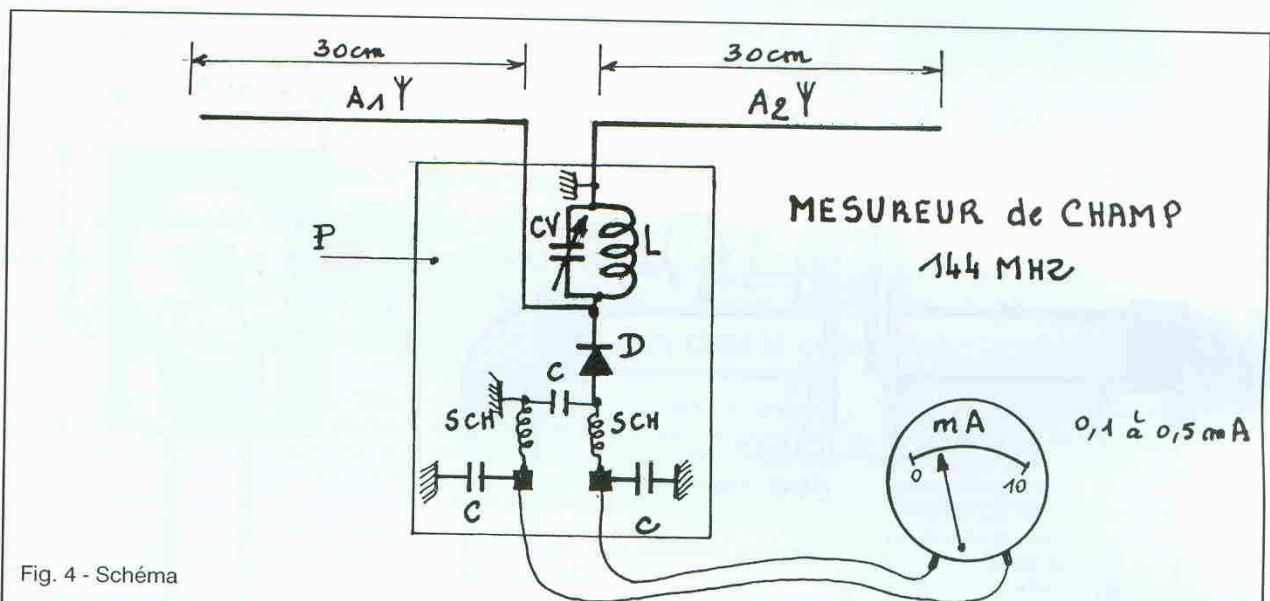 30cm
30cm
A1
A2
MESUREUR de CHAMP
144 MHz
P
CV
L
D
C
SCH
SCH
C
C
mA
0
10
0,1 à 0,5 mA
Fig. 4 - Schéma